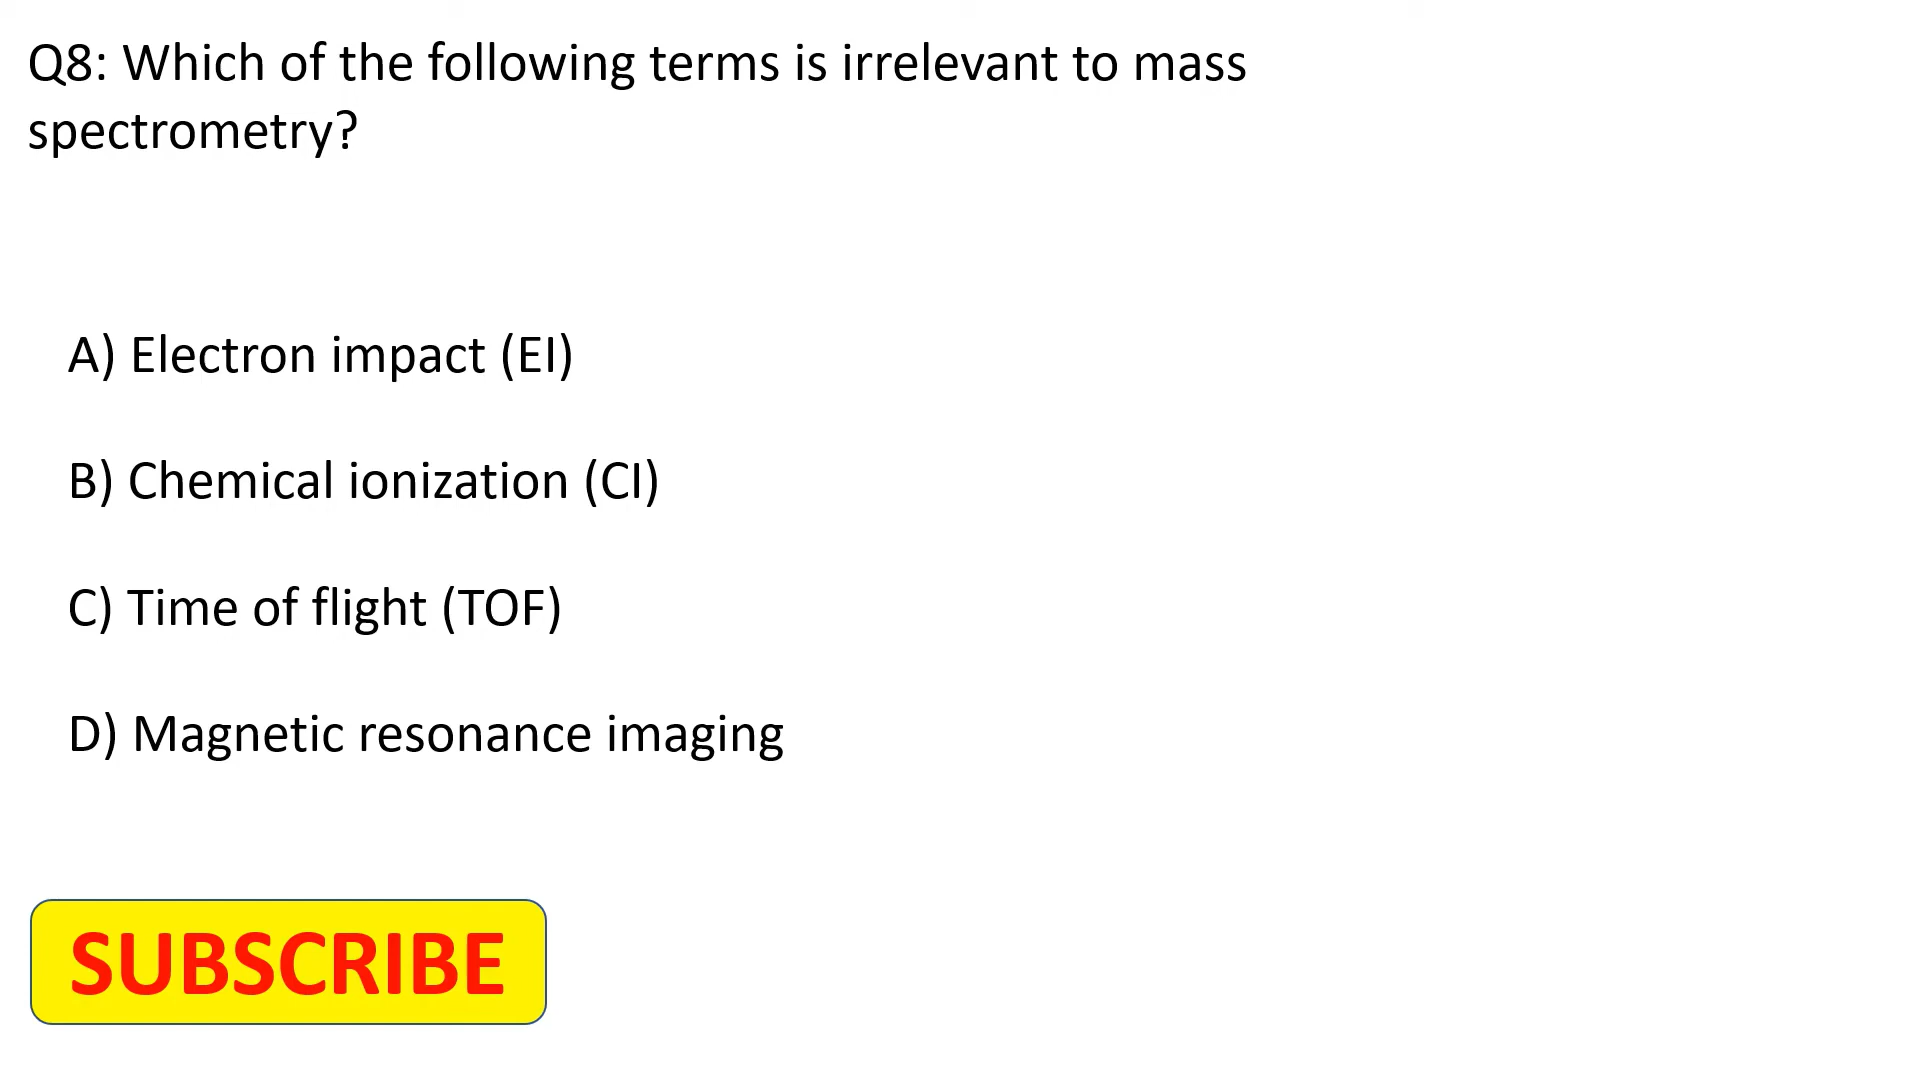 Q8: Which of the following terms is irrelevant to mass
spectrometry?
A) Electron impact (EI)
B) Chemical ionization (CI)
C) Time of flight (TOF)
D) Magnetic resonance imaging
SUBSCRIBE